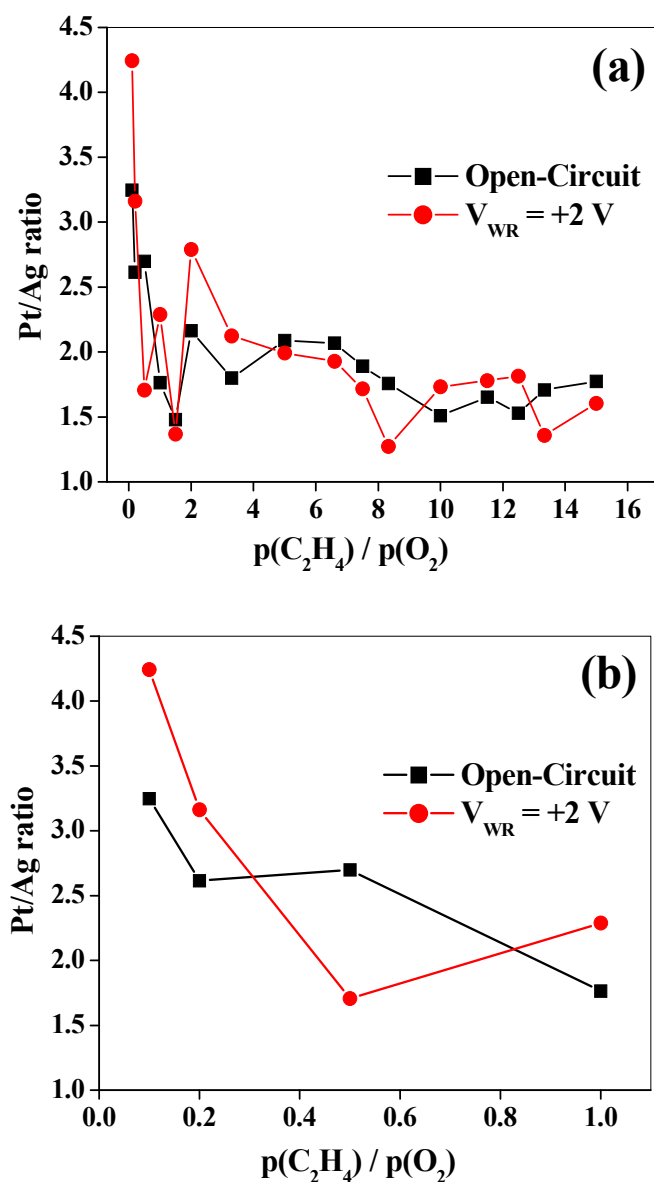 (a)
4.5
4.0
3.5
3.0
2.5
2.0
1.5
1.0
Pt/Ag ratio
Open-Circuit
V_WR = +2 V
0 2 4 6 8 10 12 14 16
p(C₂H₄) / p(O₂)
(b)
4.5
4.0
3.5
3.0
2.5
2.0
1.5
1.0
Pt/Ag ratio
Open-Circuit
V_WR = +2 V
0.0 0.2 0.4 0.6 0.8 1.0
p(C₂H₄) / p(O₂)